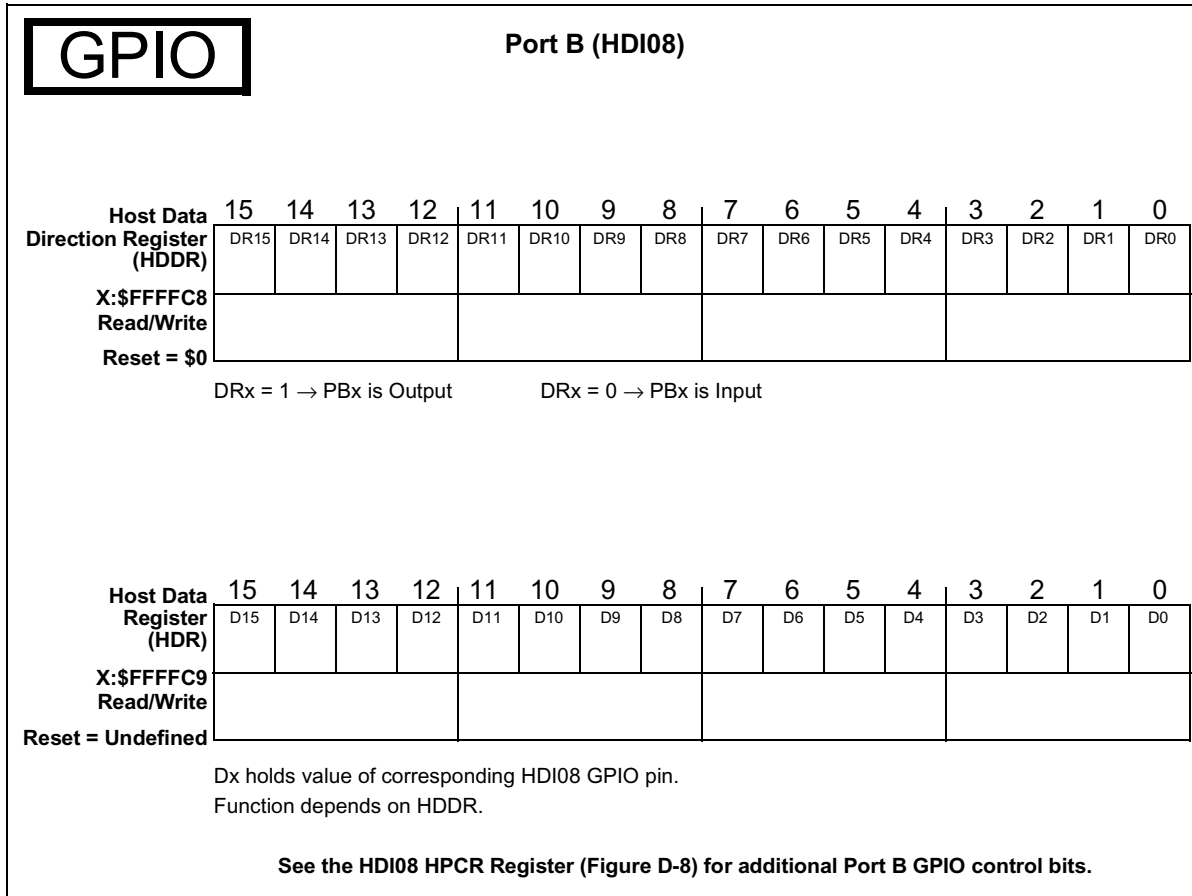 GPIO
Port B (HDI08)
Host Data
Direction Register
(HDDR)
X:$FFFFC8
Read/Write
Reset = $0
15 14 13 12 11 10 9 8 7 6 5 4 3 2 1 0
DR15 DR14 DR13 DR12 DR11 DR10 DR9 DR8 DR7 DR6 DR5 DR4 DR3 DR2 DR1 DR0
DRx = 1 → PBx is Output DRx = 0 → PBx is Input
Host Data
Register
(HDR)
X:$FFFFC9
Read/Write
Reset = Undefined
15 14 13 12 11 10 9 8 7 6 5 4 3 2 1 0
D15 D14 D13 D12 D11 D10 D9 D8 D7 D6 D5 D4 D3 D2 D1 D0
Dx holds value of corresponding HDI08 GPIO pin.
Function depends on HDDR.
See the HDI08 HPCR Register (Figure D-8) for additional Port B GPIO control bits.